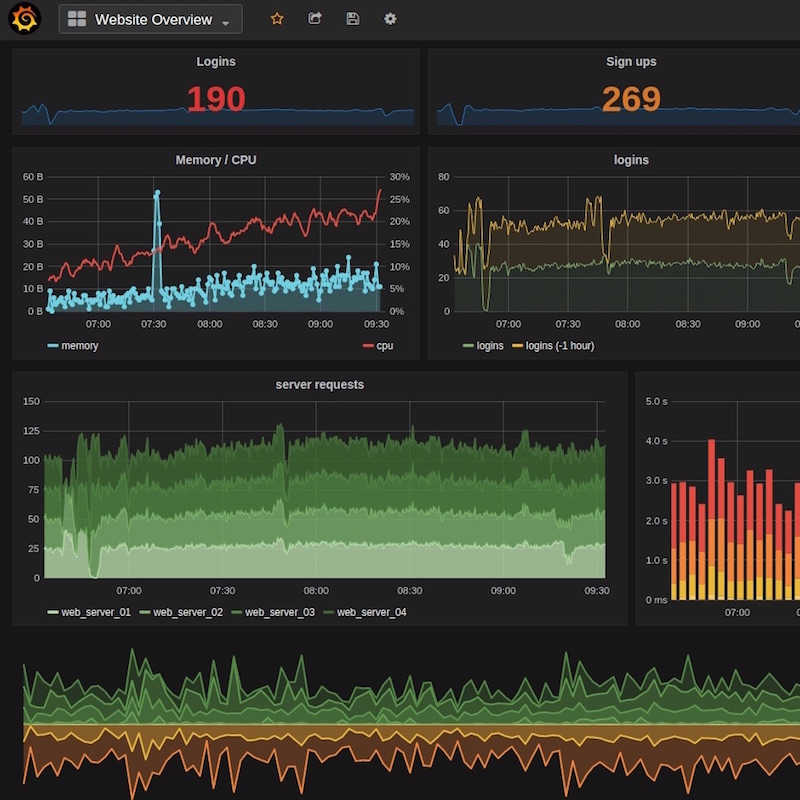 Website Overview
Logins
190
Sign ups
269
Memory / CPU
60 B
50 B
40 B
30 B
20 B
10 B
0 B
30%
25%
20%
15%
10%
5%
0%
07:00 07:30 08:00 08:30 09:00 09:30
memory cpu
logins
80
60
40
20
0
07:00 07:30 08:00 08:30 09:00
logins logins (-1 hour)
server requests
150
125
100
75
50
25
0
07:00 07:30 08:00 08:30 09:00 09:30
web_server_01 web_server_02 web_server_03 web_server_04
5.0 s
4.0 s
3.0 s
2.0 s
1.0 s
0 ms
07:00